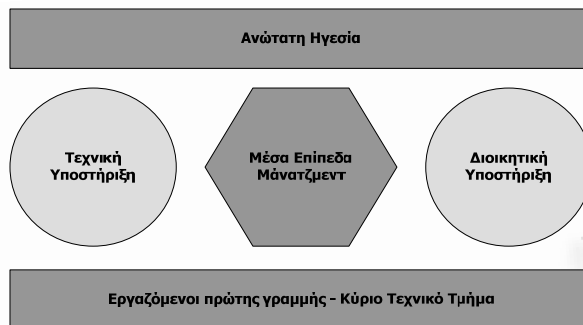 Ανώτατη Ηγεσία
Τεχνική
Υποστήριξη
Μέσα Επίπεδα
Μάνατζμεντ
Διοικητική
Υποστήριξη
Εργαζόμενοι πρώτης γραμμής - Κύριο Τεχνικό Τμήμα